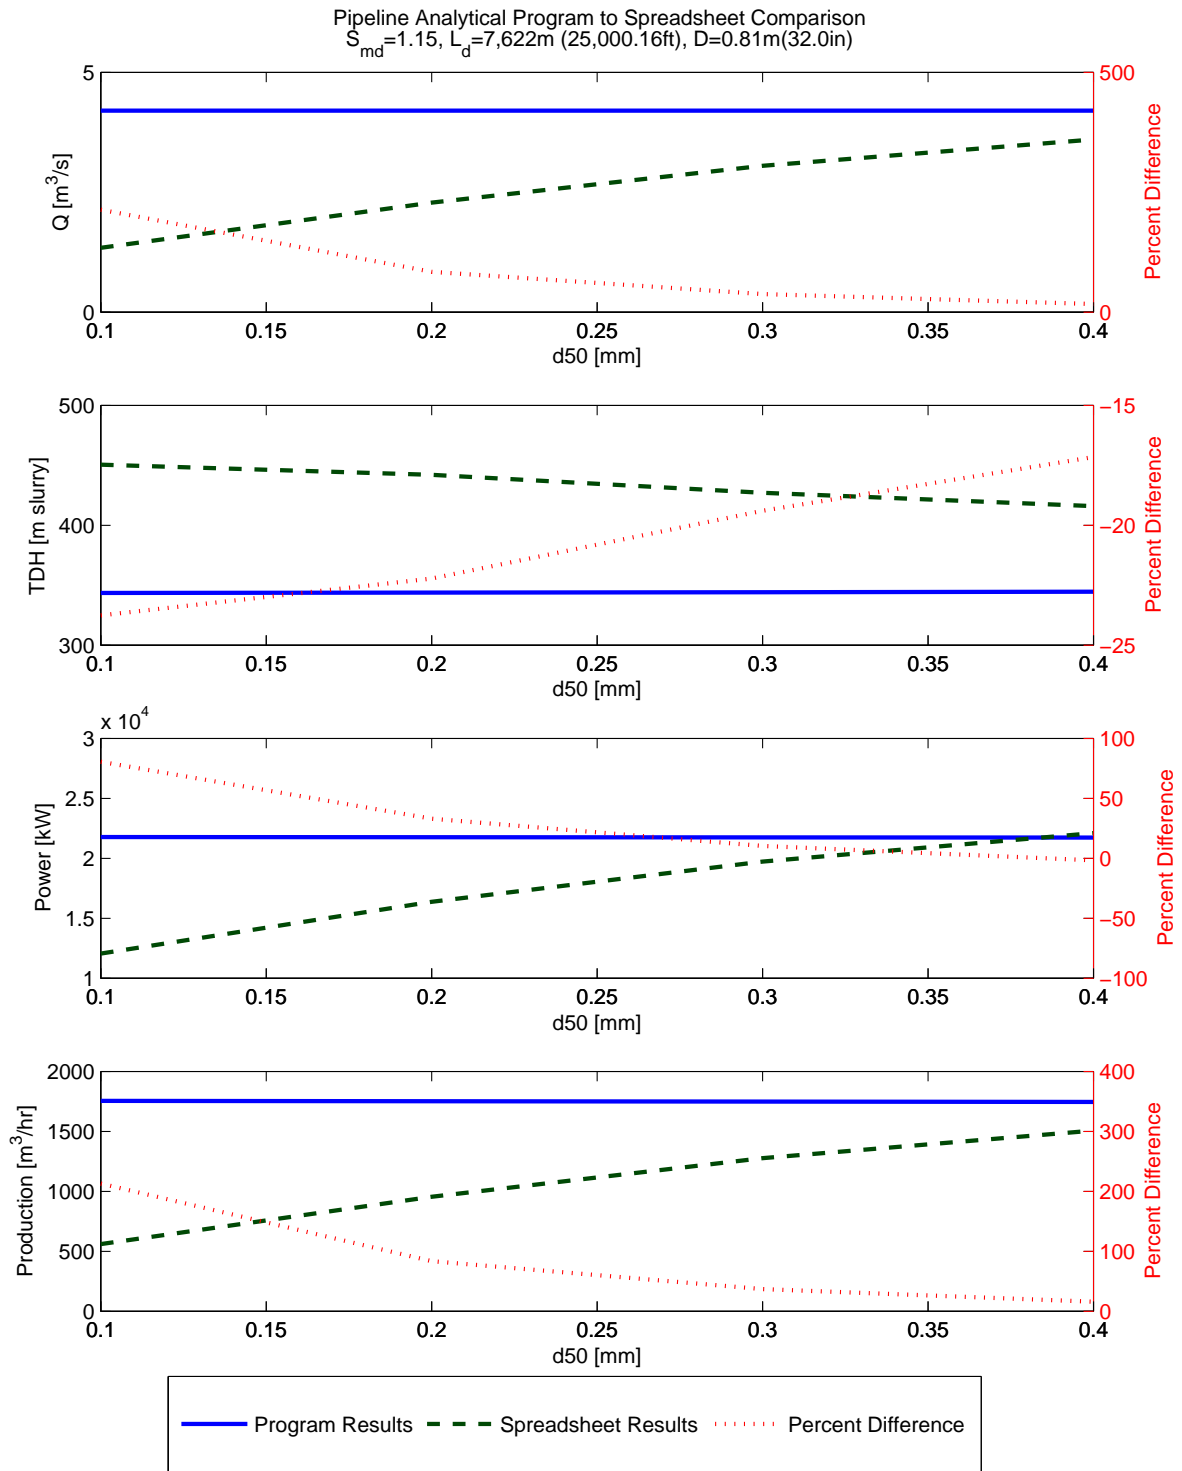 Pipeline Analytical Program to Spreadsheet Comparison
S_md=1.15, L_d=7,622m (25,000.16ft), D=0.81m(32.0in)
5
0
Q [m^3/s]
500
0
Percent Difference
0.1 0.15 0.2 0.25 0.3 0.35 0.4
d50 [mm]
500
400
300
TDH [m slurry]
−15
−20
−25
Percent Difference
0.1 0.15 0.2 0.25 0.3 0.35 0.4
d50 [mm]
x 10^4
3
2.5
2
1.5
1
Power [kW]
100
50
0
−50
−100
Percent Difference
0.1 0.15 0.2 0.25 0.3 0.35 0.4
d50 [mm]
2000
1500
1000
500
0
Production [m^3/hr]
400
300
200
100
0
Percent Difference
0.1 0.15 0.2 0.25 0.3 0.35 0.4
d50 [mm]
Program Results Spreadsheet Results Percent Difference